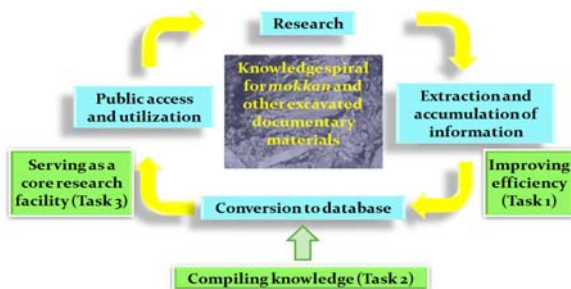 Research
Knowledge spiral
for mokkan and
other excavated
documentary
materials
Public access
and utilization
Extraction and
accumulation of
information
Serving as a
core research
facility (Task 3)
Improving
efficiency
(Task 1)
Conversion to database
Compiling knowledge (Task 2)